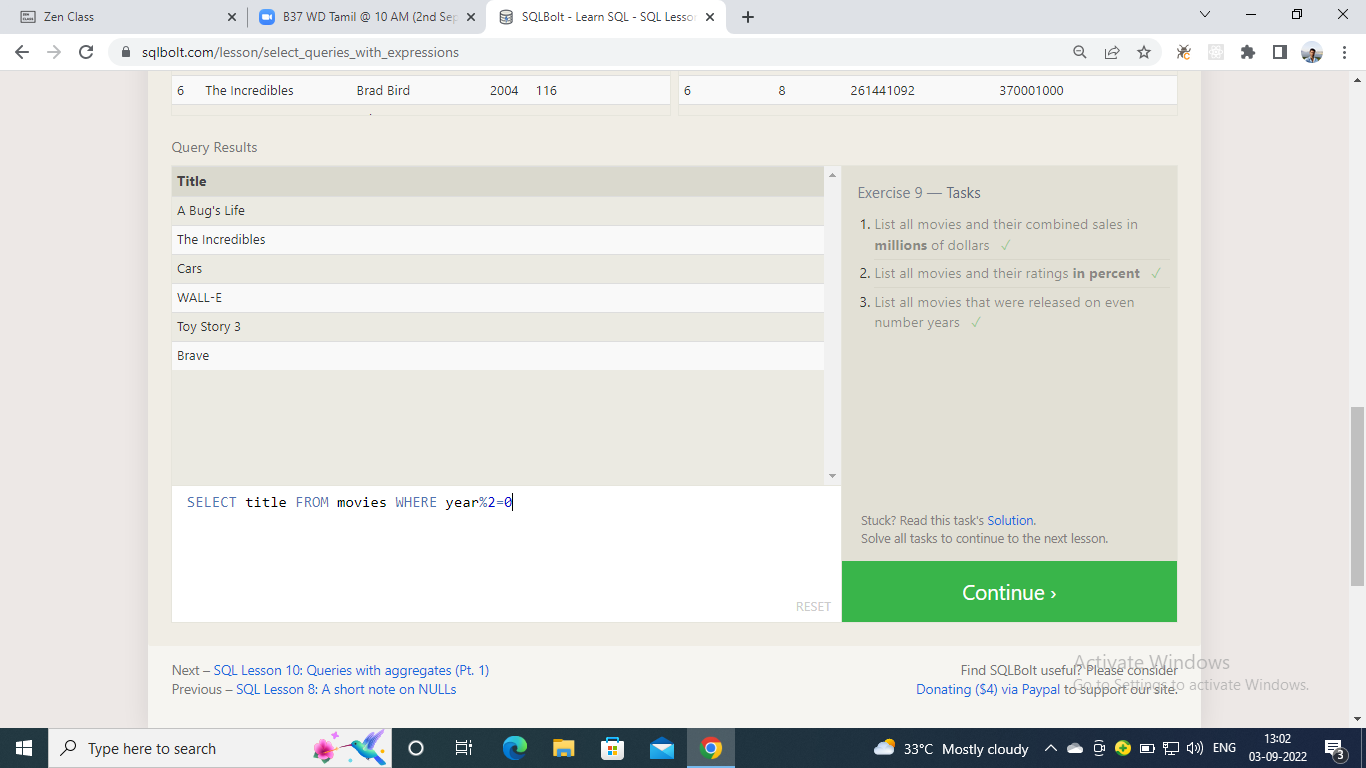 Zen Class
B37 WD Tamil @ 10 AM (2nd Sep
SQLBolt - Learn SQL - SQL Lesso
sqlbolt.com/lesson/select_queries_with_expressions
6 The Incredibles Brad Bird 2004 116
6 8 261441092 370001000
Query Results
Title
A Bug's Life
The Incredibles
Cars
WALL-E
Toy Story 3
Brave
Exercise 9 — Tasks
1. List all movies and their combined sales in
millions of dollars ✓
2. List all movies and their ratings in percent ✓
3. List all movies that were released on even
number years ✓
Stuck? Read this task's Solution.
Solve all tasks to continue to the next lesson.
SELECT title FROM movies WHERE year%2=0
RESET
Continue ›
Next – SQL Lesson 10: Queries with aggregates (Pt. 1)
Previous – SQL Lesson 8: A short note on NULLs
Find SQLBolt useful? Please consider
Donating ($4) via Paypal to support our site.
Activate Windows
Go to Settings to activate Windows.
Type here to search
33°C Mostly cloudy
ENG
13:02
03-09-2022
3